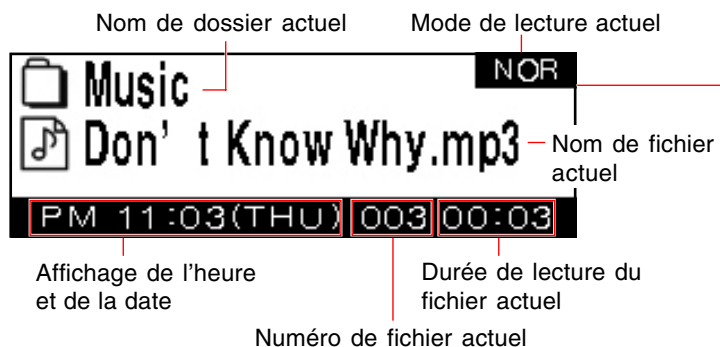 Nom de dossier actuel
Mode de lecture actuel
Music
NOR
Don't Know Why.mp3
Nom de fichier
actuel
PM 11:03(THU) 003 00:03
Affichage de l'heure
et de la date
Durée de lecture du
fichier actuel
Numéro de fichier actuel